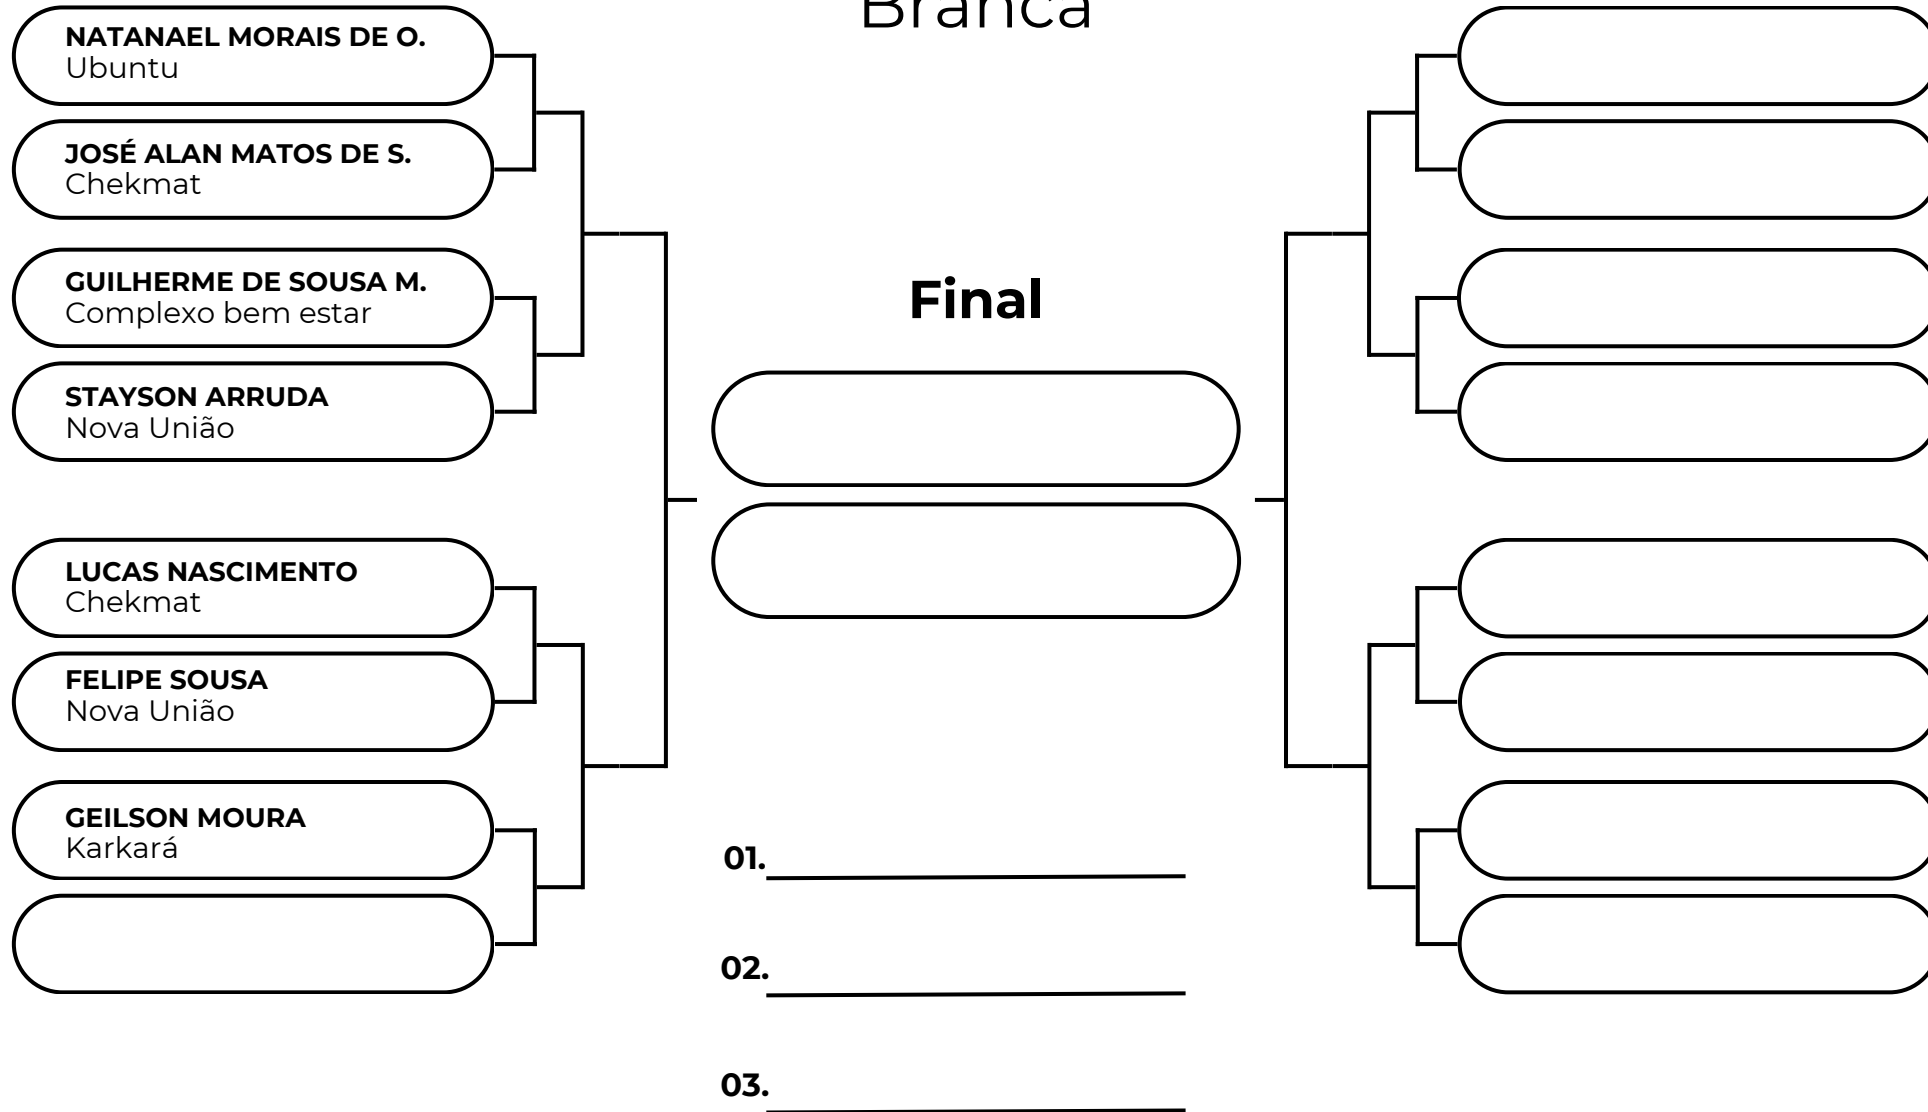 Branca
NATANAEL MORAIS DE O.
Ubuntu
JOSÉ ALAN MATOS DE S.
Chekmat
GUILHERME DE SOUSA M.
Complexo bem estar
STAYSON ARRUDA
Nova União
LUCAS NASCIMENTO
Chekmat
FELIPE SOUSA
Nova União
GEILSON MOURA
Karkará
Final
01.
02.
03.